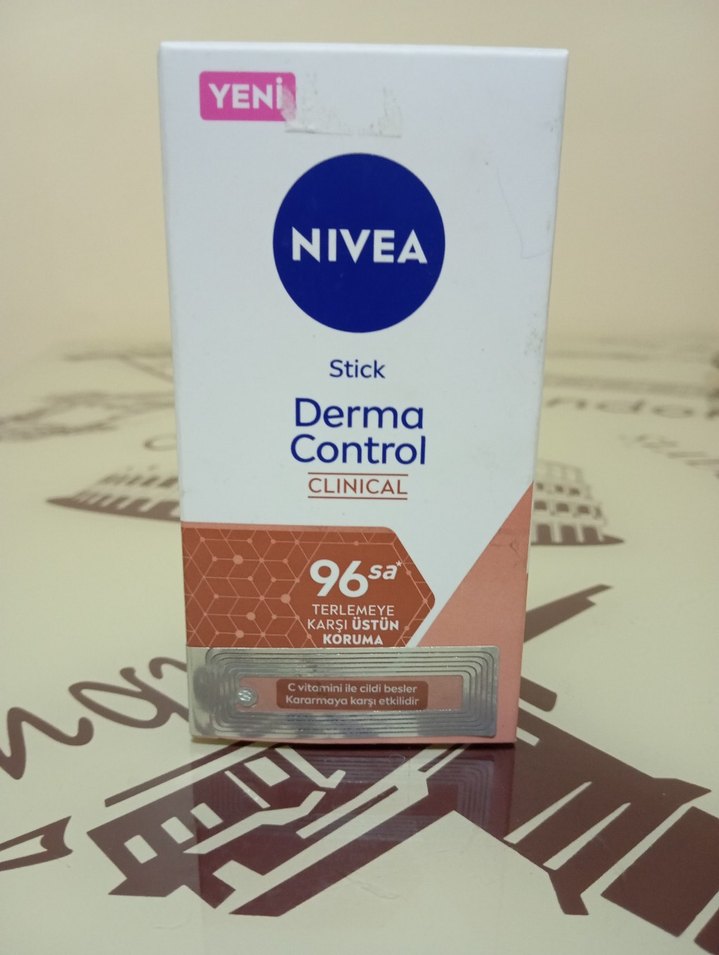 YENİ
NIVEA
Stick
Derma
Control
CLINICAL
96sa*
TERLEMEYE
KARŞI ÜSTÜN
KORUMA
C vitamini ile cildi besler
Kararmaya karşı etkilidir